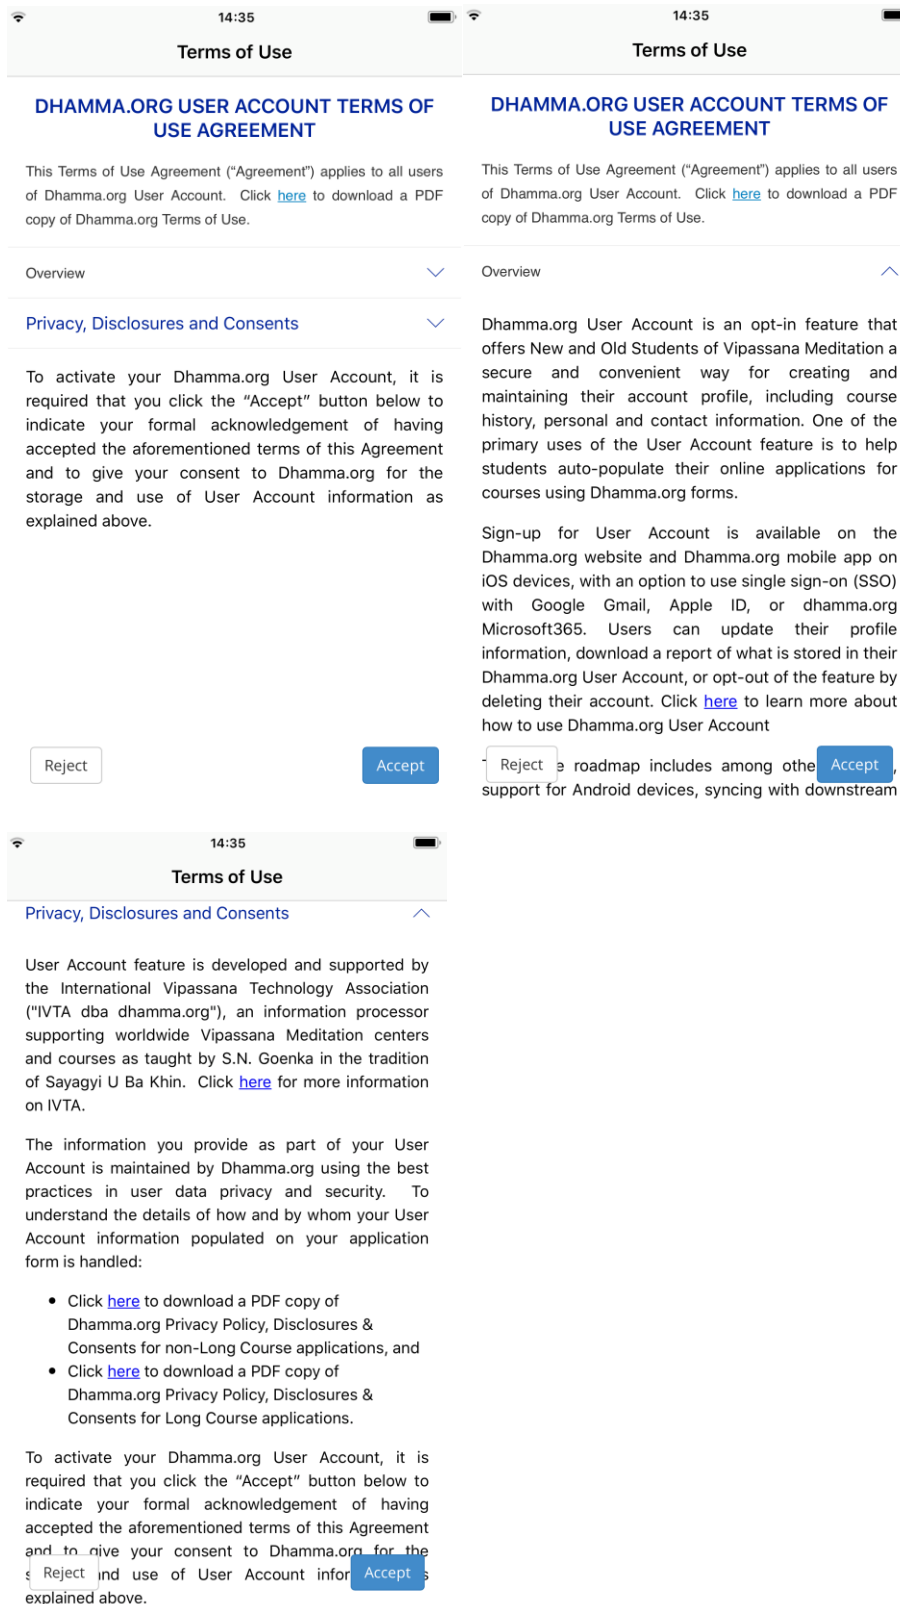 14:35
Terms of Use
DHAMMA.ORG USER ACCOUNT TERMS OF
USE AGREEMENT
This Terms of Use Agreement (“Agreement”) applies to all users
of Dhamma.org User Account. Click here to download a PDF
copy of Dhamma.org Terms of Use.
Overview
Privacy, Disclosures and Consents
To activate your Dhamma.org User Account, it is
required that you click the “Accept” button below to
indicate your formal acknowledgement of having
accepted the aforementioned terms of this Agreement
and to give your consent to Dhamma.org for the
storage and use of User Account information as
explained above.
Reject
Accept
14:35
Terms of Use
DHAMMA.ORG USER ACCOUNT TERMS OF
USE AGREEMENT
This Terms of Use Agreement (“Agreement”) applies to all users
of Dhamma.org User Account. Click here to download a PDF
copy of Dhamma.org Terms of Use.
Overview
Dhamma.org User Account is an opt-in feature that
offers New and Old Students of Vipassana Meditation a
secure and convenient way for creating and
maintaining their account profile, including course
history, personal and contact information. One of the
primary uses of the User Account feature is to help
students auto-populate their online applications for
courses using Dhamma.org forms.
Sign-up for User Account is available on the
Dhamma.org website and Dhamma.org mobile app on
iOS devices, with an option to use single sign-on (SSO)
with Google Gmail, Apple ID, or dhamma.org
Microsoft365. Users can update their profile
information, download a report of what is stored in their
Dhamma.org User Account, or opt-out of the feature by
deleting their account. Click here to learn more about
how to use Dhamma.org User Account
roadmap includes among
Reject
Accept
support for Android devices, syncing with downstream
14:35
Terms of Use
Privacy, Disclosures and Consents
User Account feature is developed and supported by
the International Vipassana Technology Association
("IVTA dba dhamma.org"), an information processor
supporting worldwide Vipassana Meditation centers
and courses as taught by S.N. Goenka in the tradition
of Sayagyi U Ba Khin. Click here for more information
on IVTA.
The information you provide as part of your User
Account is maintained by Dhamma.org using the best
practices in user data privacy and security. To
understand the details of how and by whom your User
Account information populated on your application
form is handled:
• Click here to download a PDF copy of
Dhamma.org Privacy Policy, Disclosures &
Consents for non-Long Course applications, and
• Click here to download a PDF copy of
Dhamma.org Privacy Policy, Disclosures &
Consents for Long Course applications.
To activate your Dhamma.org User Account, it is
required that you click the “Accept” button below to
indicate your formal acknowledgement of having
accepted the aforementioned terms of this Agreement
and to give your consent to Dhamma.org for the
and use of User Account
Reject
Accept
explained above.